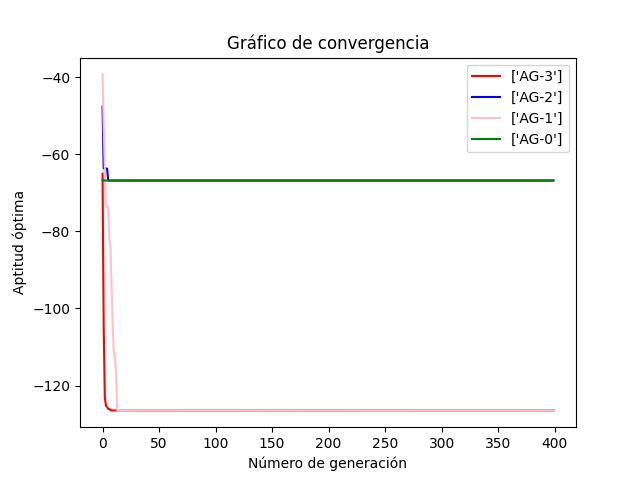 Gráfico de convergencia
['AG-3']
['AG-2']
['AG-1']
['AG-0']
−40
−60
−80
−100
−120
Aptitud óptima
0 50 100 150 200 250 300 350 400
Número de generación